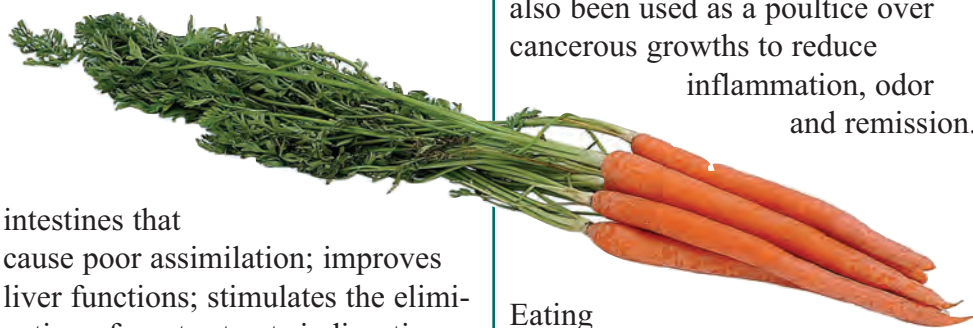 intestines that
cause poor assimilation; improves
liver functions; stimulates the elimi-
also been used as a poultice over
cancerous growths to reduce
inflammation, odor
and remission.
Eating